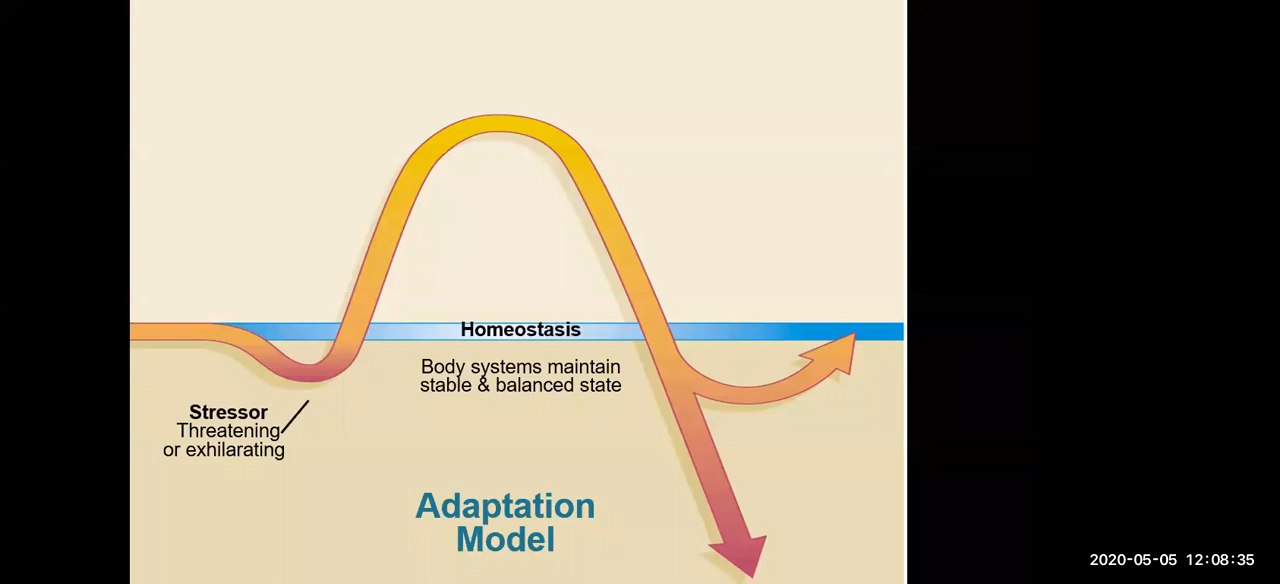 Homeostasis
Body systems maintain
stable & balanced state
Stressor
Threatening
or exhilarating
Adaptation
Model
2020-05-05 12:08:35